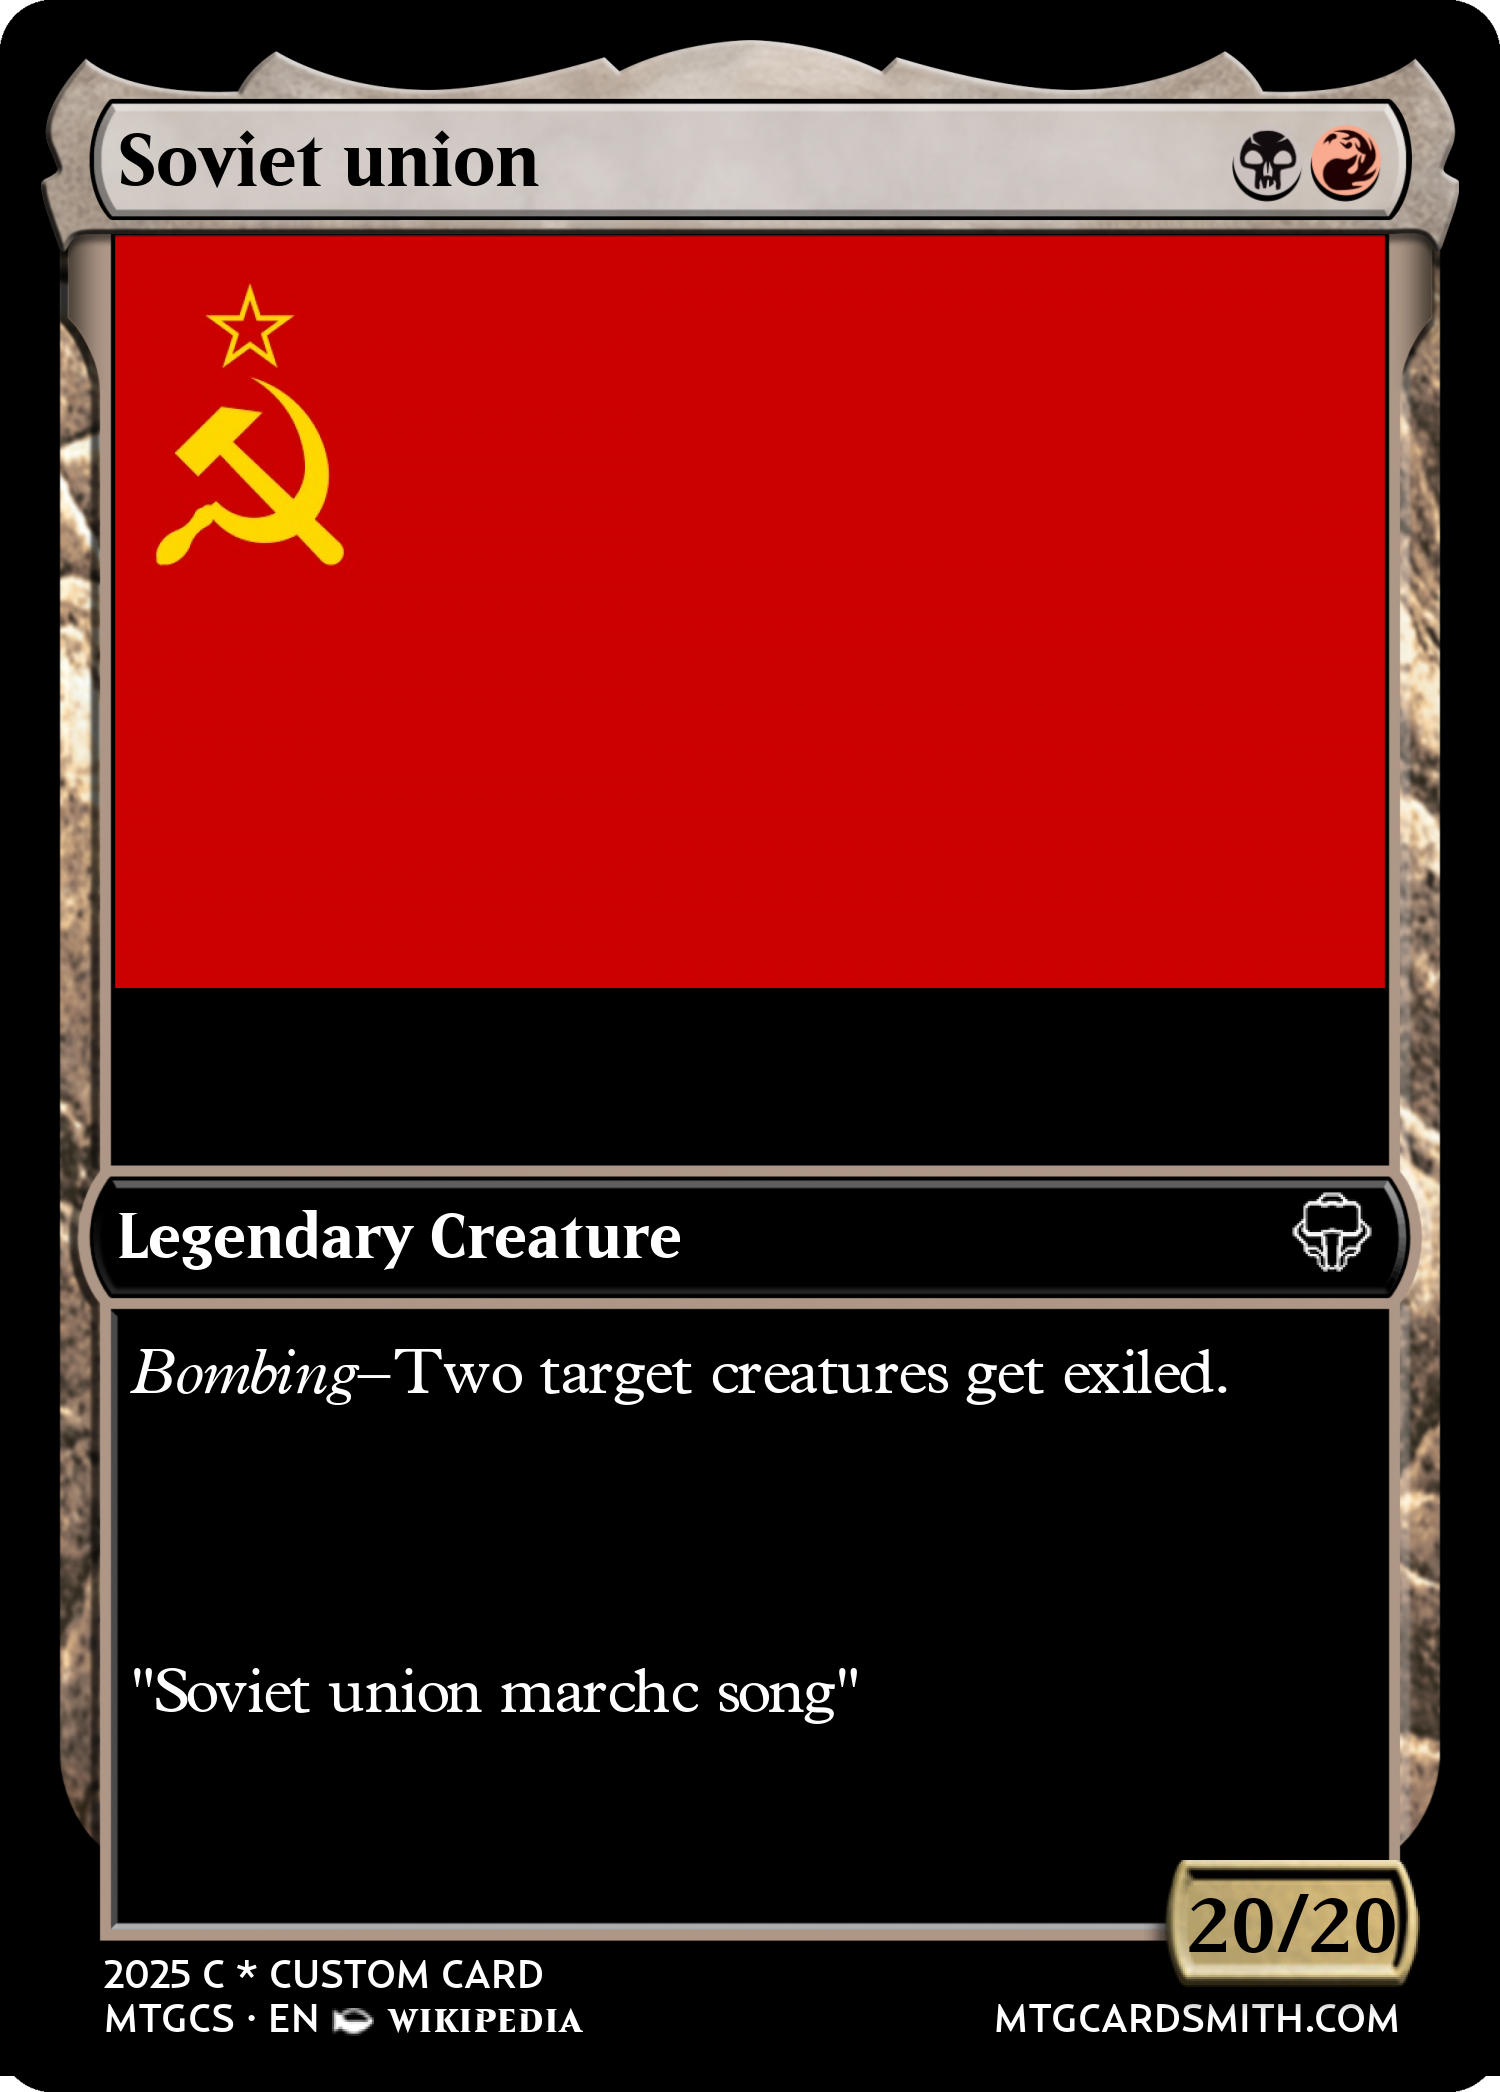 Soviet union
Legendary Creature
Bombing–Two target creatures get exiled.
"Soviet union marchc song"
20/20
2025 C * CUSTOM CARD
MTGCS · EN WIKIPEDIA
MTGCARDSMITH.COM